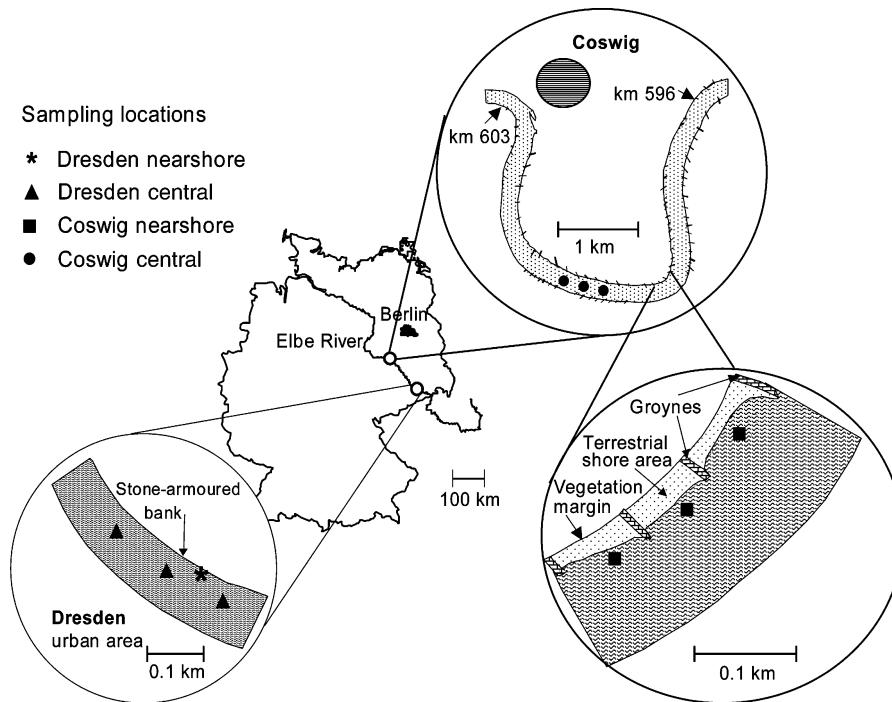 Sampling locations
Dresden nearshore
Dresden central
Coswig nearshore
Coswig central
Coswig
km 596
km 603
1 km
Berlin
Elbe River
100 km
Groynes
Terrestrial
shore area
Vegetation
margin
0.1 km
Stone-armoured
bank
Dresden
urban area
0.1 km